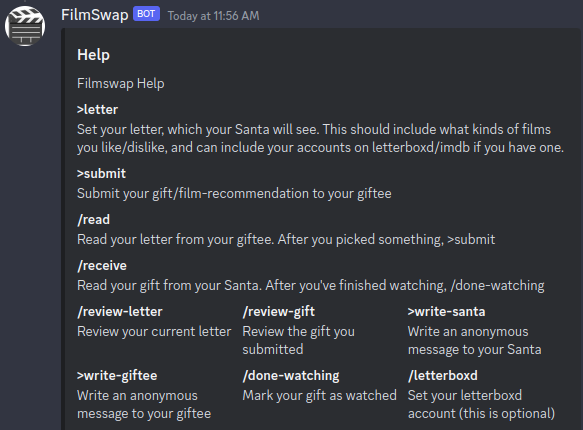 FilmSwap BOT Today at 11:56 AM
Help
Filmswap Help
>letter
Set your letter, which your Santa will see. This should include what kinds of films
you like/dislike, and can include your accounts on letterboxd/imdb if you have one.
>submit
Submit your gift/film-recommendation to your giftee
/read
Read your letter from your giftee. After you picked something, >submit
/receive
Read your gift from your Santa. After you've finished watching, /done-watching
/review-letter
Review your current letter
/review-gift
Review the gift you
submitted
>write-santa
Write an anonymous
message to your Santa
>write-giftee
Write an anonymous
message to your giftee
/done-watching
Mark your gift as watched
/letterboxd
Set your letterboxd
account (this is optional)